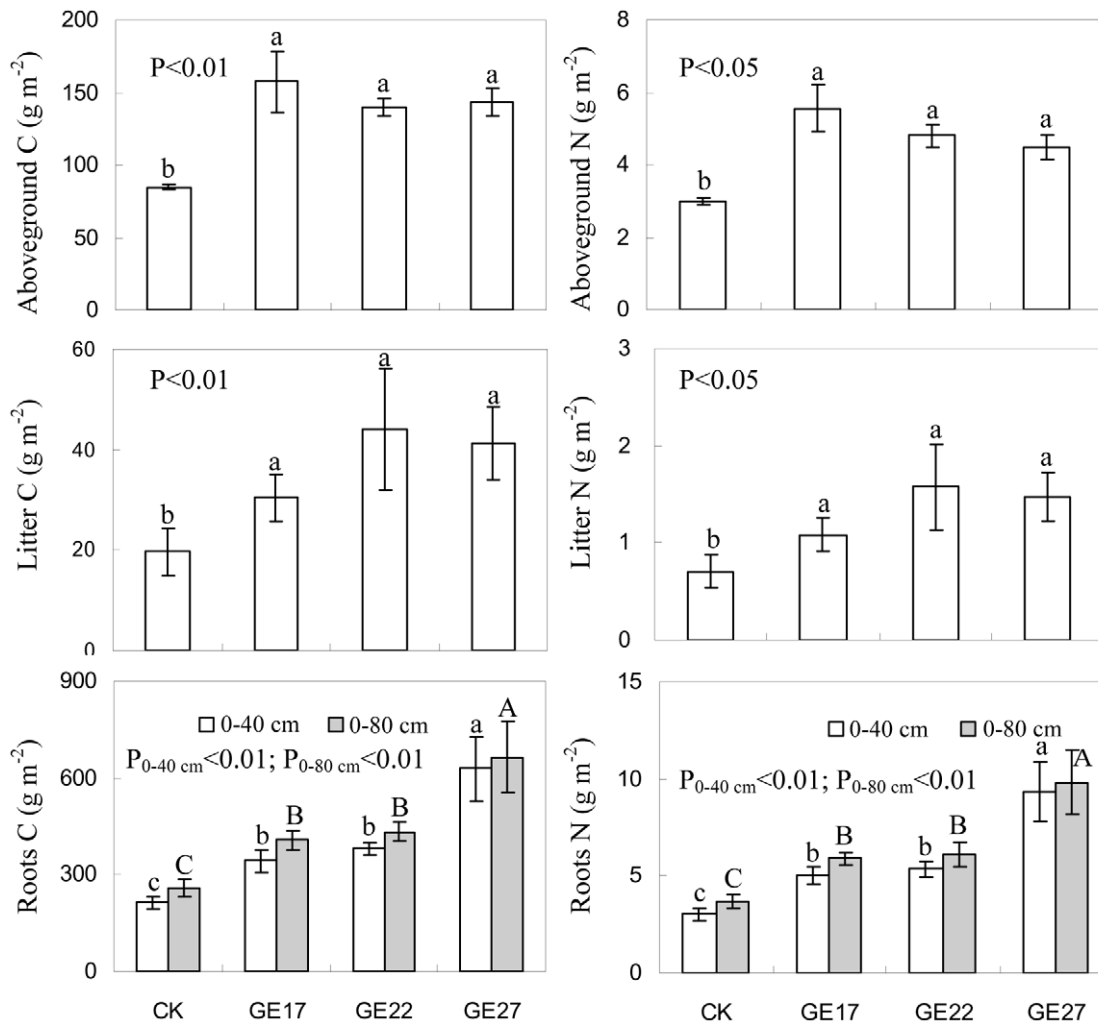 Aboveground C (g m⁻²)
200
150
100
50
0
P<0.01
b
a
a
a
Aboveground N (g m⁻²)
8
6
4
2
0
P<0.05
b
a
a
a
Litter C (g m⁻²)
60
40
20
0
P<0.01
b
a
a
a
Litter N (g m⁻²)
3
2
1
0
P<0.05
b
a
a
a
Roots C (g m⁻²)
900
600
300
0
0-40 cm 0-80 cm
P0-40 cm<0.01; P0-80 cm<0.01
c C b B b B a A
CK GE17 GE22 GE27
Roots N (g m⁻²)
15
10
5
0
0-40 cm 0-80 cm
P0-40 cm<0.01; P0-80 cm<0.01
c C b B b B a A
CK GE17 GE22 GE27